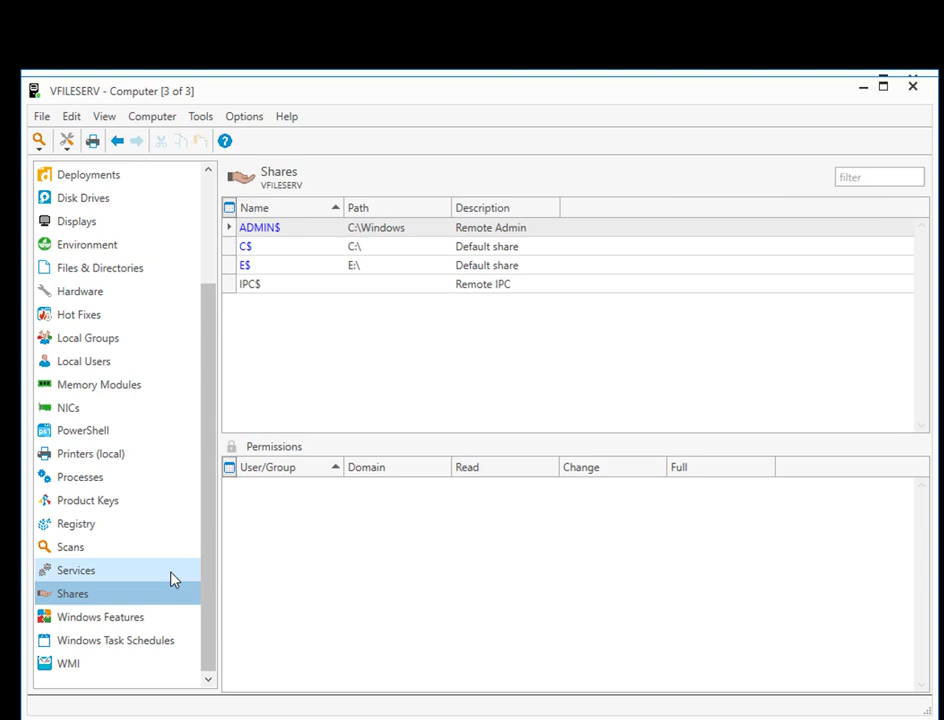 VFILESERV - Computer [3 of 3]
File Edit View Computer Tools Options Help
Deployments
Disk Drives
Displays
Environment
Files & Directories
Hardware
Hot Fixes
Local Groups
Local Users
Memory Modules
NICs
PowerShell
Printers (local)
Processes
Product Keys
Registry
Scans
Services
Shares
Windows Features
Windows Task Schedules
WMI
Shares
VFILESERV
filter
Name Path Description
ADMIN$ C:\Windows Remote Admin
C$ C:\ Default share
E$ E:\ Default share
IPC$ Remote IPC
Permissions
User/Group Domain Read Change Full